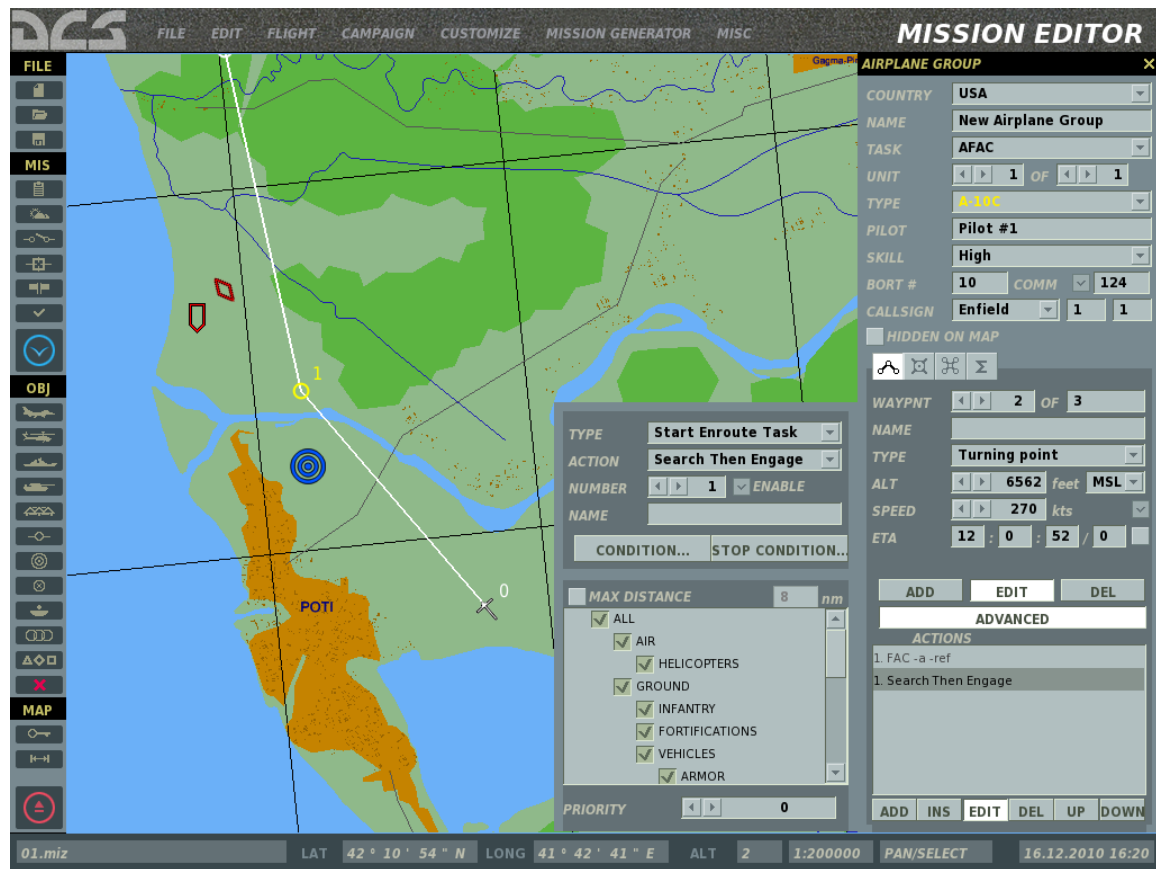 DCS FILE EDIT FLIGHT CAMPAIGN CUSTOMIZE MISSION GENERATOR MISC MISSION EDITOR
FILE
MIS
OBJ
MAP
1
0
POTI
AIRPLANE GROUP ×
COUNTRY USA
NAME New Airplane Group
TASK AFAC
UNIT 1 OF 1
TYPE A-10C
PILOT Pilot #1
SKILL High
BORT # 10 COMM 124
CALLSIGN Enfield 1 1
HIDDEN ON MAP
Σ
WAYPNT 2 OF 3
NAME
TYPE Turning point
ALT 6562 feet MSL
SPEED 270 kts
ETA 12 : 0 : 52 / 0
ADD EDIT DEL
ADVANCED
ACTIONS
1. FAC -a -ref
1. Search Then Engage
ADD INS EDIT DEL UP DOWN
TYPE Start Enroute Task
ACTION Search Then Engage
NUMBER 1 ENABLE
NAME
CONDITION... STOP CONDITION...
MAX DISTANCE 8 nm
ALL
AIR
HELICOPTERS
GROUND
INFANTRY
FORTIFICATIONS
VEHICLES
ARMOR
PRIORITY 0
01.miz LAT 42 ° 10 ' 54 " N LONG 41 ° 42 ' 41 " E ALT 2 1:200000 PAN/SELECT 16.12.2010 16:20